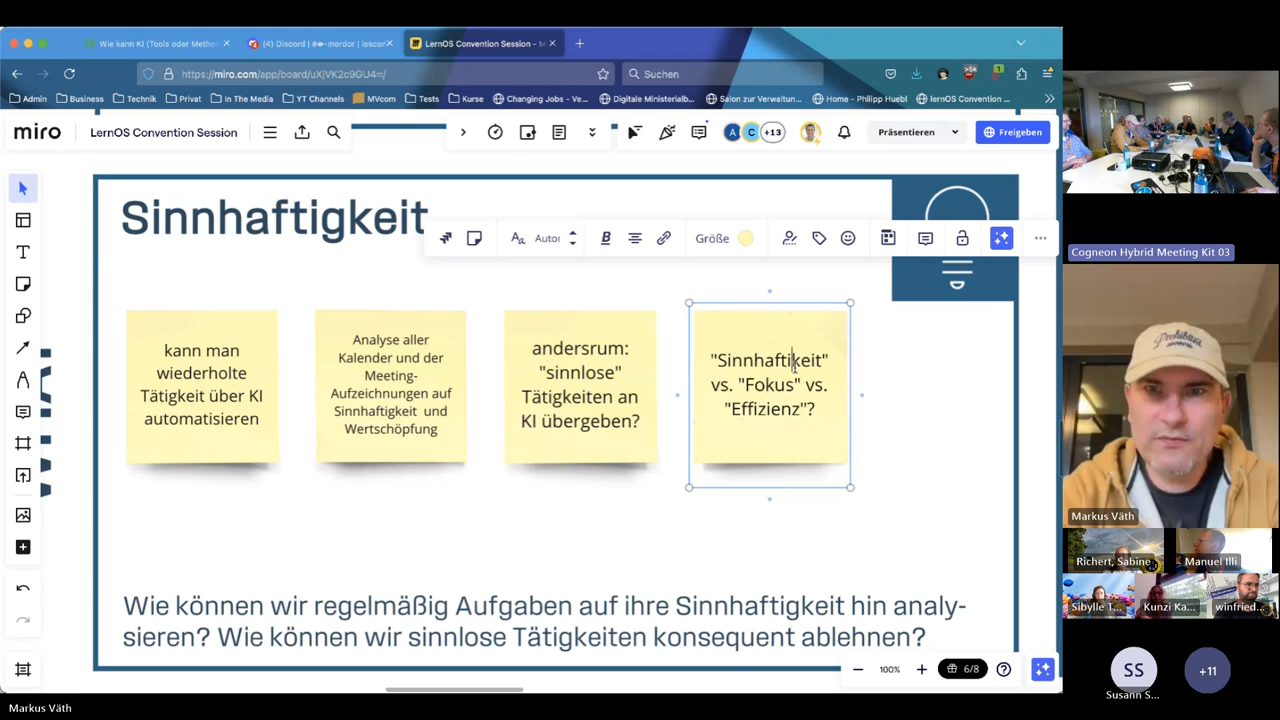 Wie kann KI (Tools oder Metho
(4) Discord | #👁-mordor | loscon
LernOS Convention Session - M
https://miro.com/app/board/uXjVK2c9GU4=/
Suchen
Admin
Business
Technik
Privat
In The Media
YT Channels
MVcom
Tests
Kurse
Changing Jobs - Ve...
Digitale Ministerialb...
Salon zur Verwaltun...
Home - Philipp Huebl
lernOS Convention ...
miro
LernOS Convention Session
A
C
+13
Präsentieren
Freigeben
Sinnhaftigkeit
Autor
B
Größe
kann man
wiederholte
Tätigkeit über KI
automatisieren
Analyse aller
Kalender und der
Meeting-
Aufzeichnungen auf
Sinnhaftigkeit und
Wertschöpfung
andersrum:
"sinnlose"
Tätigkeiten an
KI übergeben?
"Sinnhaftikeit"
vs. "Fokus" vs.
"Effizienz"?
Wie können wir regelmäßig Aufgaben auf ihre Sinnhaftigkeit hin analy-
sieren? Wie können wir sinnlose Tätigkeiten konsequent ablehnen?
100%
6/8
Cogneon Hybrid Meeting Kit 03
Prohibited
Markus Väth
Richert, Sabine
Manuel Illi
Sibylle T...
Kunzi Ka...
winfried...
SS
Susann S...
+11
Markus Väth